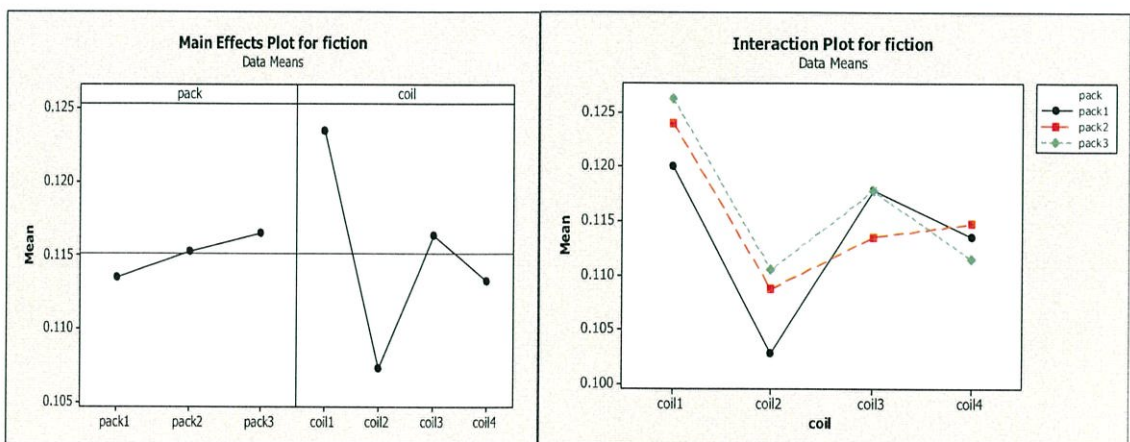 Main Effects Plot for fiction
Data Means
pack coil
0.125
0.120
0.115
0.110
0.105
Mean
pack1 pack2 pack3 coil1 coil2 coil3 coil4
Interaction Plot for fiction
Data Means
0.125
0.120
0.115
0.110
0.105
0.100
Mean
coil1 coil2 coil3 coil4
coil
pack
pack1
pack2
pack3